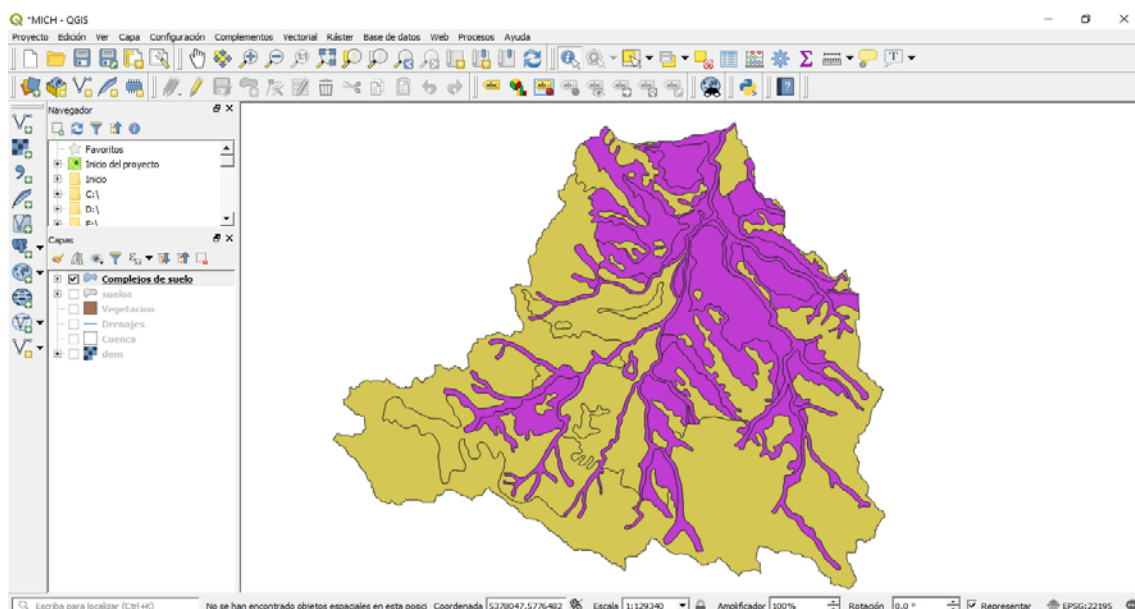 *MICH - QGIS
Proyecto Edición Ver Capa Configuración Complementos Vectorial Ráster Base de datos Web Procesos Ayuda
Navegador
Favoritos
Inicio del proyecto
Inicio
C:\
D:\
E:\
Capas
Complejos de suelo
suelos
Vegetacion
Drenajes
Cuenca
dem
Escriba para localizar (Ctrl+K) No se han encontrado objetos espaciales en esta posici Coordenada 5378047,5776482 Escala 1:129340 Amplificador 100% Rotación 0.0 ° Representar EPSG:22195